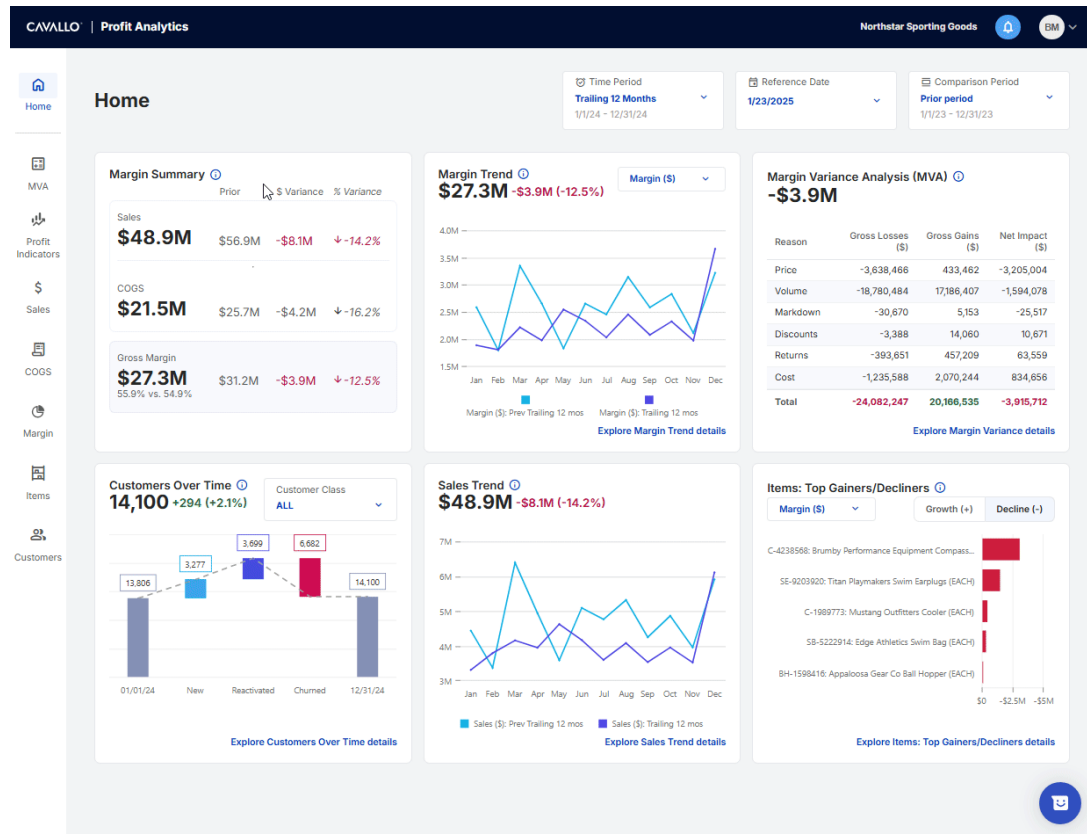 CAVALLO | Profit Analytics
Northstar Sporting Goods
BM
Home
MVA
Profit
Indicators
Sales
COGS
Margin
Items
Customers
Home
Time Period
Trailing 12 Months
1/1/24 - 12/31/24
Reference Date
1/23/2025
Comparison Period
Prior period
1/1/23 - 12/31/23
Margin Summary
Prior $ Variance % Variance
Sales
$48.9M $56.9M -$8.1M -14.2%
COGS
$21.5M $25.7M -$4.2M -16.2%
Gross Margin
$27.3M $31.2M -$3.9M -12.5%
55.9% vs. 54.9%
Margin Trend
$27.3M -$3.9M (-12.5%)
Margin ($)
4.0M
3.5M
3.0M
2.5M
2.0M
1.5M
Jan Feb Mar Apr May Jun Jul Aug Sep Oct Nov Dec
Margin ($): Prev Trailing 12 mos Margin ($): Trailing 12 mos
Explore Margin Trend details
Margin Variance Analysis (MVA)
-$3.9M
Reason Gross Losses ($) Gross Gains ($) Net Impact ($)
Price -3,638,466 433,462 -3,205,004
Volume -18,780,484 17,186,407 -1,594,078
Markdown -30,670 5,153 -25,517
Discounts -3,388 14,060 10,671
Returns -393,651 457,209 63,559
Cost -1,235,588 2,070,244 834,656
Total -24,082,247 20,166,535 -3,915,712
Explore Margin Variance details
Customers Over Time
14,100 +294 (+2.1%)
Customer Class
ALL
13,806
3,277
3,699
6,682
14,100
01/01/24 New Reactivated Churned 12/31/24
Explore Customers Over Time details
Sales Trend
$48.9M -$8.1M (-14.2%)
7M
6M
5M
4M
3M
Jan Feb Mar Apr May Jun Jul Aug Sep Oct Nov Dec
Sales ($): Prev Trailing 12 mos Sales ($): Trailing 12 mos
Explore Sales Trend details
Items: Top Gainers/Decliners
Margin ($)
Growth (+) Decline (-)
C-4238568: Brumby Performance Equipment Compass...
SE-9203920: Titan Playmakers Swim Earplugs (EACH)
C-1989773: Mustang Outfitters Cooler (EACH)
SB-5222914: Edge Athletics Swim Bag (EACH)
BH-1598416: Appaloosa Gear Co Ball Hopper (EACH)
$0 -$2.5M -$5M
Explore Items: Top Gainers/Decliners details